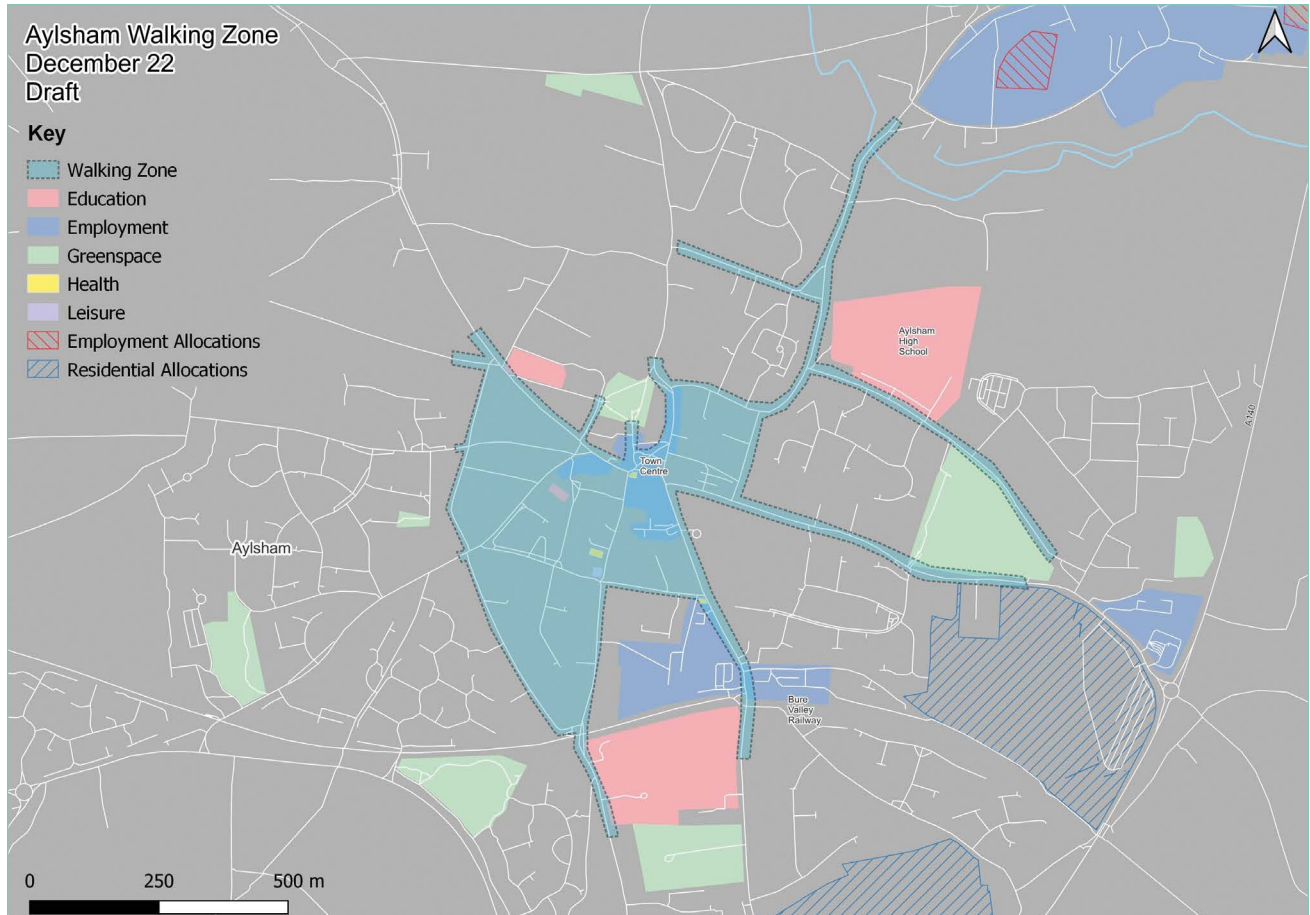 Aylsham Walking Zone
December 22
Draft
Key
Walking Zone
Education
Employment
Greenspace
Health
Leisure
Employment Allocations
Residential Allocations
Aylsham
High
School
A140
Town
Centre
Aylsham
Bure
Valley
Railway
0 250 500 m